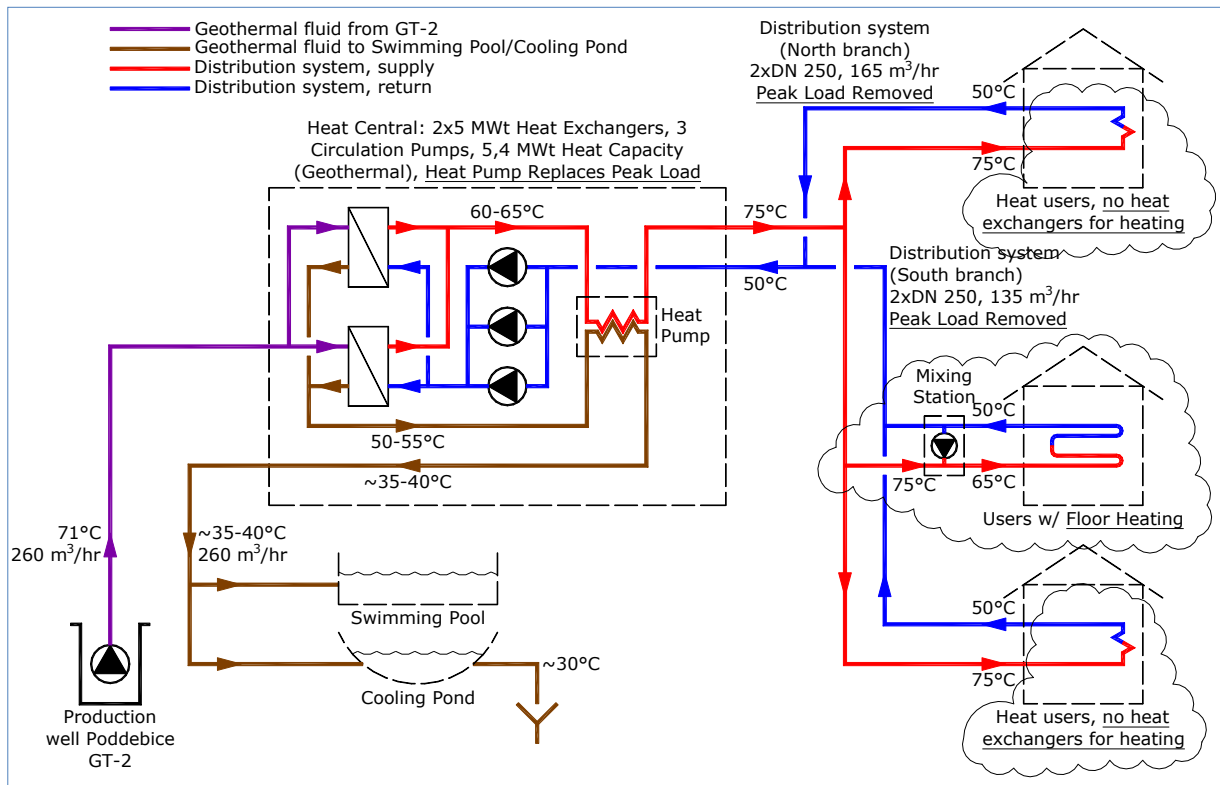 Geothermal fluid from GT-2
Geothermal fluid to Swimming Pool/Cooling Pond
Distribution system, supply
Distribution system, return
Heat Central: 2x5 MWt Heat Exchangers, 3
Circulation Pumps, 5,4 MWt Heat Capacity
(Geothermal), Heat Pump Replaces Peak Load
Distribution system
(North branch)
2xDN 250, 165 m³/hr
Peak Load Removed
50°C
75°C
Heat users, no heat
exchangers for heating
60-65°C
75°C
50°C
Heat
Pump
50-55°C
~35-40°C
Distribution system
(South branch)
2xDN 250, 135 m³/hr
Peak Load Removed
Mixing
Station
50°C
75°C
65°C
Users w/ Floor Heating
71°C
260 m³/hr
~35-40°C
260 m³/hr
Swimming Pool
~30°C
Cooling Pond
Production
well Poddebice
GT-2
50°C
75°C
Heat users, no heat
exchangers for heating